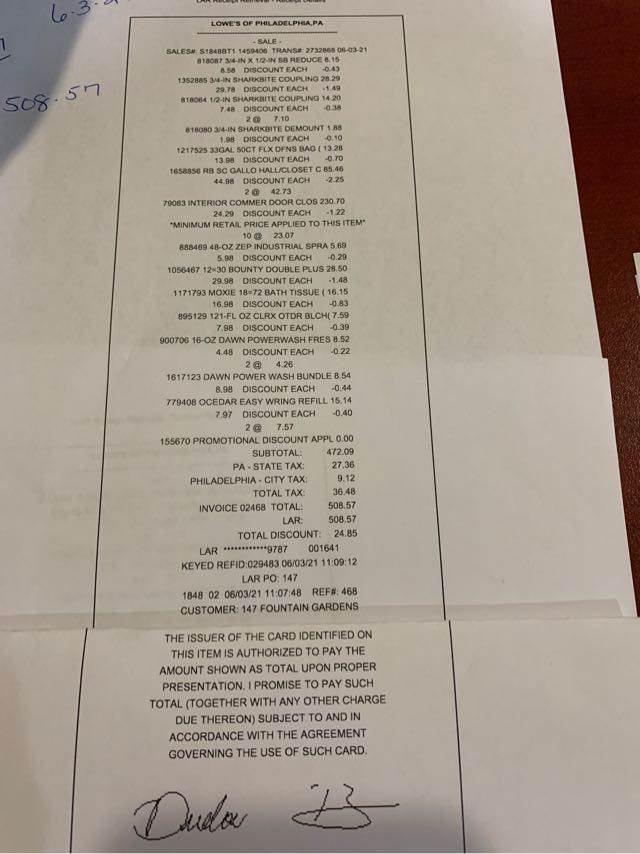 6.3.2
508.57
LAR Receipt Retrieval - Receipt Details
LOWE'S OF PHILADELPHIA,PA
- SALE -
SALES#: S1848BT1 1459406 TRANS#: 2732868 06-03-21
818087 3/4-IN X 1/2-IN SB REDUCE 8.15
8.58 DISCOUNT EACH -0.43
1352885 3/4-IN SHARKBITE COUPLING 28.29
29.78 DISCOUNT EACH -1.49
818064 1/2-IN SHARKBITE COUPLING 14.20
7.48 DISCOUNT EACH -0.38
2 @ 7.10
818080 3/4-IN SHARKBITE DEMOUNT 1.88
1.98 DISCOUNT EACH -0.10
1217525 33GAL 50CT FLX DFNS BAG ( 13.28
13.98 DISCOUNT EACH -0.70
1658856 RB SC GALLO HALL/CLOSET C 85.46
44.98 DISCOUNT EACH -2.25
2 @ 42.73
79063 INTERIOR COMMER DOOR CLOS 230.70
24.29 DISCOUNT EACH -1.22
*MINIMUM RETAIL PRICE APPLIED TO THIS ITEM*
10 @ 23.07
888469 48-OZ ZEP INDUSTRIAL SPRA 5.69
5.98 DISCOUNT EACH -0.29
1056467 12=30 BOUNTY DOUBLE PLUS 28.50
29.98 DISCOUNT EACH -1.48
1171793 MOXIE 18=72 BATH TISSUE ( 16.15
16.98 DISCOUNT EACH -0.83
895129 121-FL OZ CLRX OTDR BLCH( 7.59
7.98 DISCOUNT EACH -0.39
900706 16-OZ DAWN POWERWASH FRES 8.52
4.48 DISCOUNT EACH -0.22
2 @ 4.26
1617123 DAWN POWER WASH BUNDLE 8.54
8.98 DISCOUNT EACH -0.44
779408 OCEDAR EASY WRING REFILL 15.14
7.97 DISCOUNT EACH -0.40
2 @ 7.57
155670 PROMOTIONAL DISCOUNT APPL 0.00
SUBTOTAL: 472.09
PA - STATE TAX: 27.36
PHILADELPHIA - CITY TAX: 9.12
TOTAL TAX: 36.48
INVOICE 02468 TOTAL: 508.57
LAR: 508.57
TOTAL DISCOUNT: 24.85
LAR ************9787 001641
KEYED REFID:029483 06/03/21 11:09:12
LAR PO: 147
1848 02 06/03/21 11:07:48 REF#: 468
CUSTOMER: 147 FOUNTAIN GARDENS
THE ISSUER OF THE CARD IDENTIFIED ON
THIS ITEM IS AUTHORIZED TO PAY THE
AMOUNT SHOWN AS TOTAL UPON PROPER
PRESENTATION. I PROMISE TO PAY SUCH
TOTAL (TOGETHER WITH ANY OTHER CHARGE
DUE THEREON) SUBJECT TO AND IN
ACCORDANCE WITH THE AGREEMENT
GOVERNING THE USE OF SUCH CARD.